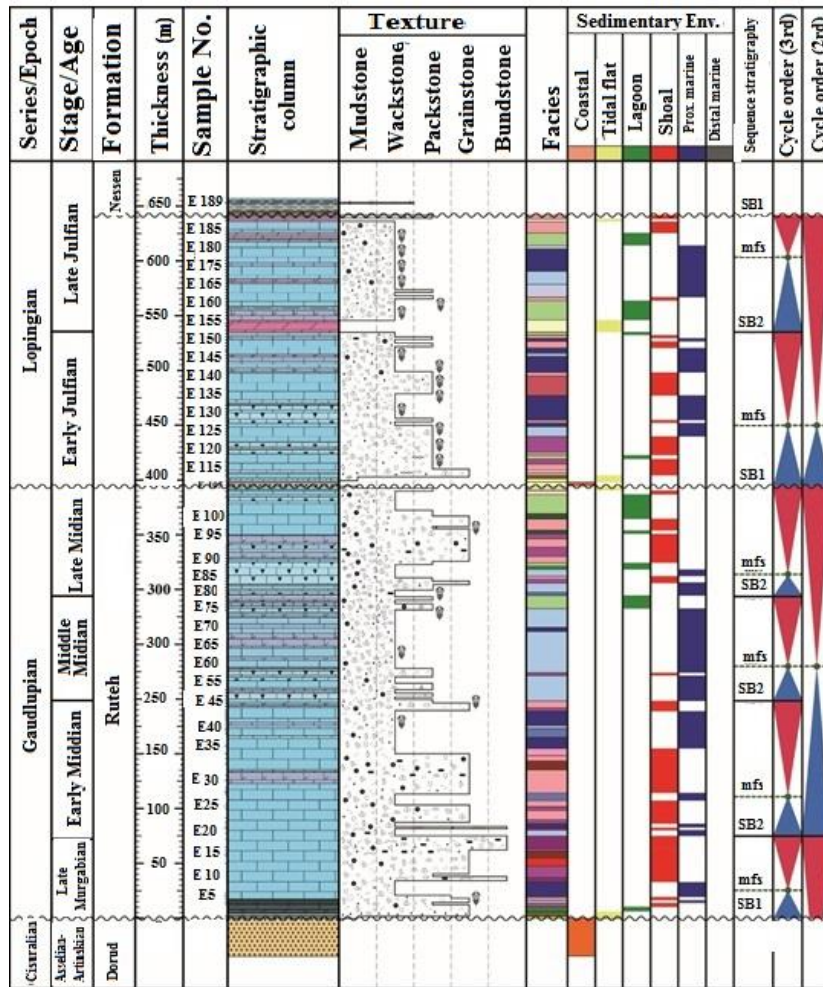 Series/Epoch
Stage/Age
Formation
Thickness (m)
Sample No.
Stratigraphic
column
Texture
Mudstone
Wackstone
Packstone
Grainstone
Bundstone
Facies
Sedimentary Env.
Coastal
Tidal flat
Lagoon
Shoal
Prox. marine
Distal marine
Sequence stratigraphy
Cycle order (3rd)
Cycle order (2rd)
Lopingian
Gaudlupian
Cisuralian
Late Julfian
Early Julfian
Late Midian
Middle
Midian
Early Middian
Late
Murgabian
Asselian-
Artinskian
Nessen
Ruteh
Dorud
650
600
550
500
450
400
350
300
300
250
150
100
50
0
E 189
E 185
E 180
E 175
E 165
E 160
E 155
E 150
E 145
E 140
E 135
E 130
E 125
E 120
E 115
E 100
E 95
E 90
E85
E80
E75
E70
E65
E60
E 55
E 45
E40
E35
E 30
E25
E20
E 15
E 10
E5
SB1
mfs
SB2
mfs
SB1
mfs
SB2
mfs
SB2
mfs
SB2
mfs
SB1